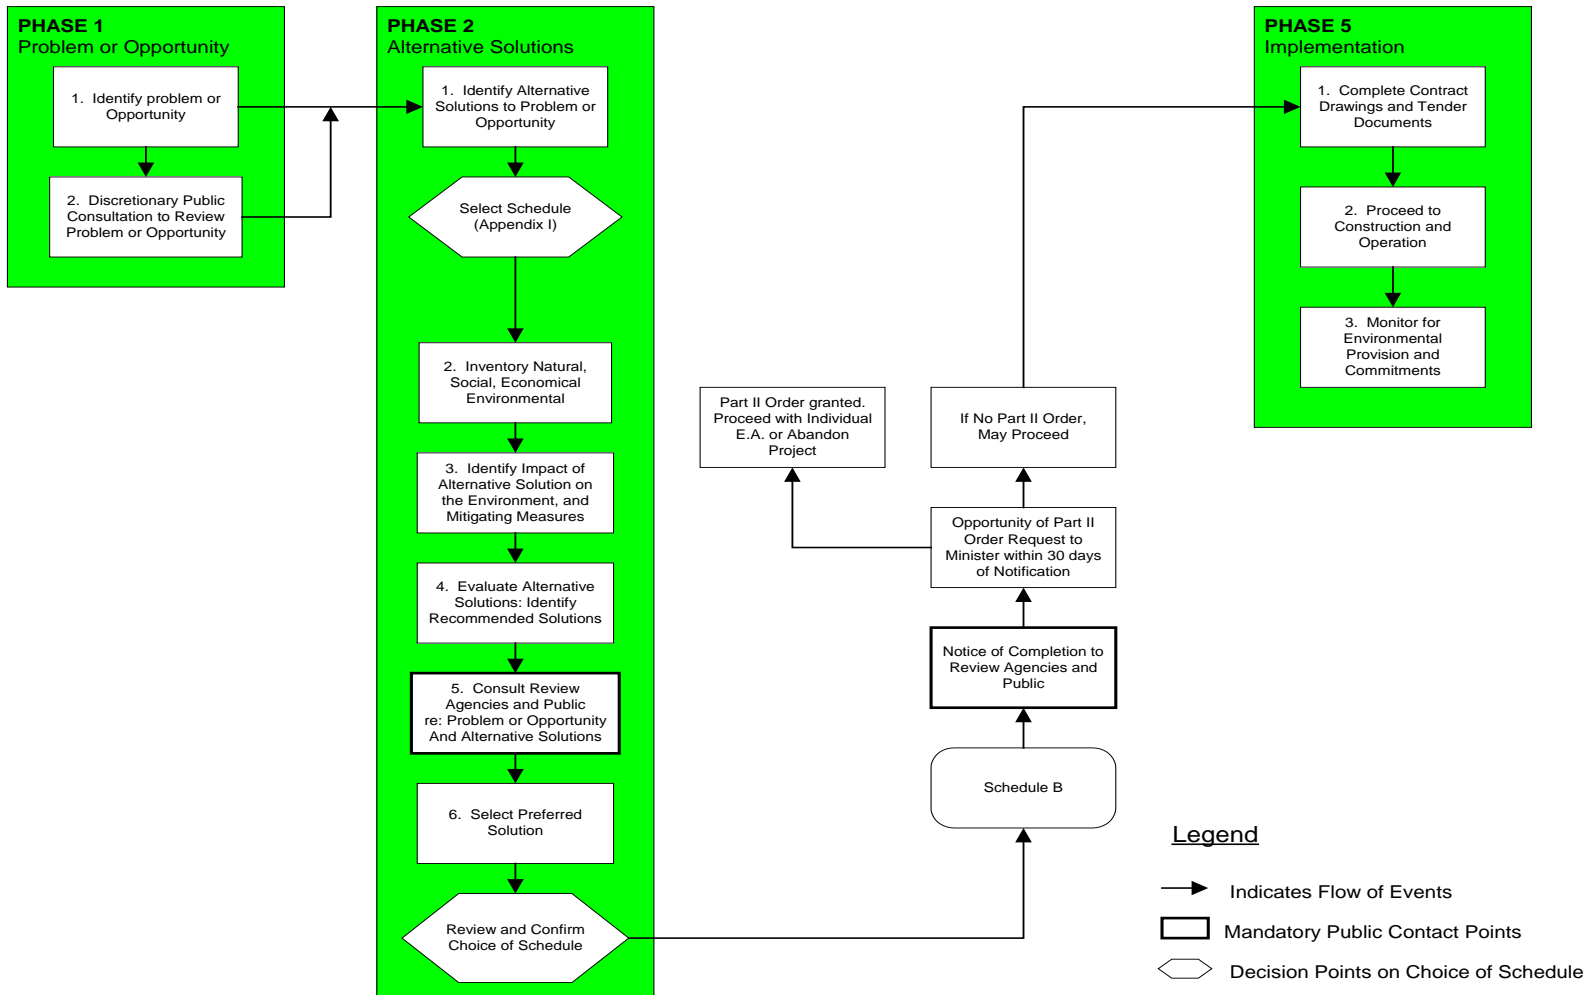 PHASE 1
Problem or Opportunity
1. Identify problem or
Opportunity
2. Discretionary Public
Consultation to Review
Problem or Opportunity
PHASE 2
Alternative Solutions
1. Identify Alternative
Solutions to Problem or
Opportunity
Select Schedule
(Appendix I)
2. Inventory Natural,
Social, Economical
Environmental
3. Identify Impact of
Alternative Solution on
the Environment, and
Mitigating Measures
4. Evaluate Alternative
Solutions: Identify
Recommended Solutions
5. Consult Review
Agencies and Public
re: Problem or Opportunity
And Alternative Solutions
6. Select Preferred
Solution
Review and Confirm
Choice of Schedule
Schedule B
Notice of Completion to
Review Agencies and
Public
Opportunity of Part II
Order Request to
Minister within 30 days
of Notification
Part II Order granted.
Proceed with Individual
E.A. or Abandon
Project
If No Part II Order,
May Proceed
PHASE 5
Implementation
1. Complete Contract
Drawings and Tender
Documents
2. Proceed to
Construction and
Operation
3. Monitor for
Environmental
Provision and
Commitments
Legend
Indicates Flow of Events
Mandatory Public Contact Points
Decision Points on Choice of Schedule